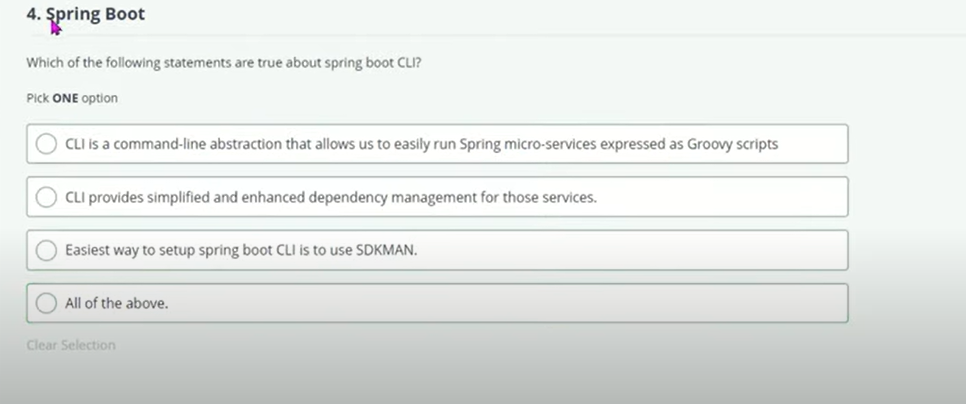 4. Spring Boot
Which of the following statements are true about spring boot CLI?
Pick ONE option
CLI is a command-line abstraction that allows us to easily run Spring micro-services expressed as Groovy scripts
CLI provides simplified and enhanced dependency management for those services.
Easiest way to setup spring boot CLI is to use SDKMAN.
All of the above.
Clear Selection